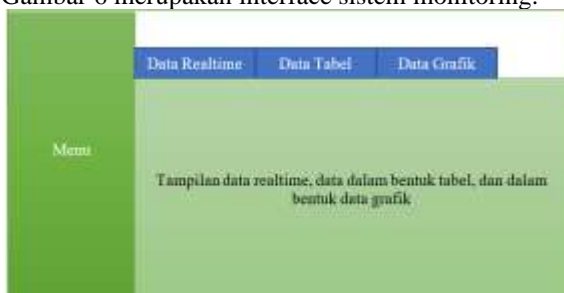 Gambar 6 merupakan interface sistem monitoring.
Data Realtime Data Tabel Data Grafik
Menu
Tampilan data realtime, data dalam bentuk tabel, dan dalam
bentuk data grafik